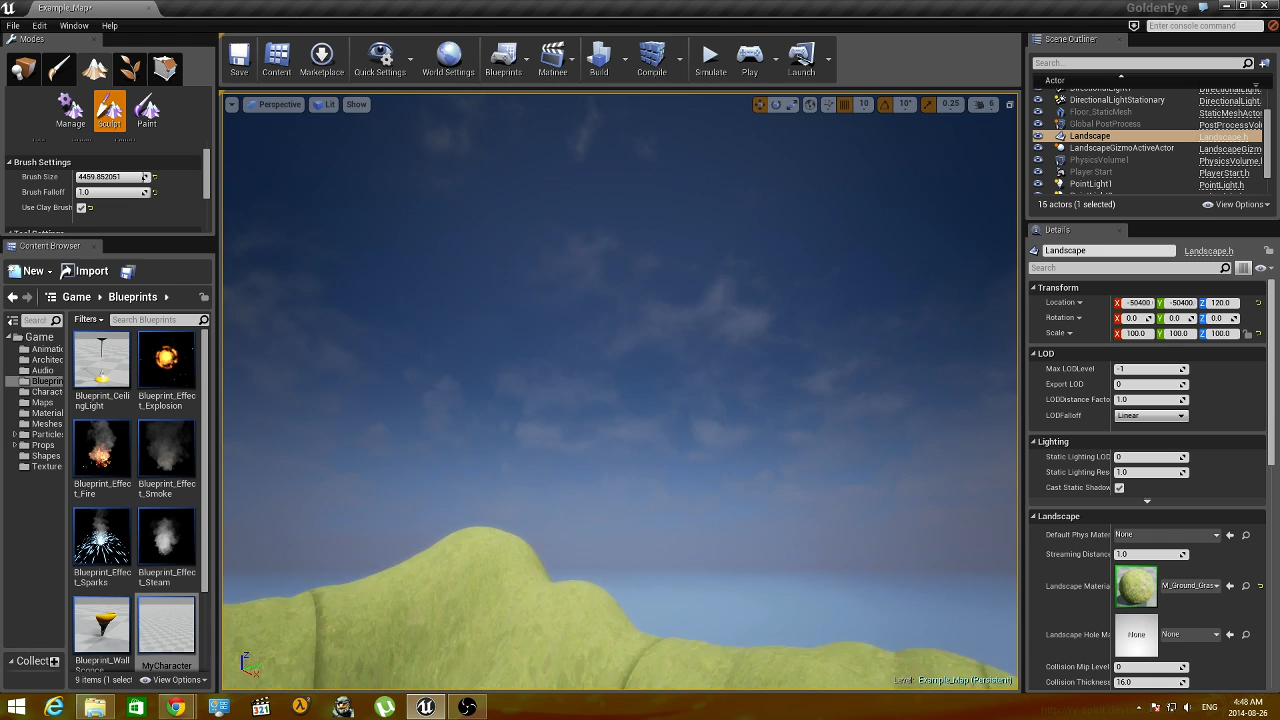 Example_Map*
GoldenEye
File Edit Window Help
Enter console command
Modes
Manage Sculpt Paint
Brush Settings
Brush Size 4459.852051
Brush Falloff 1.0
Use Clay Brush
Save Content Marketplace Quick Settings World Settings Blueprints Matinee Build Compile Simulate Play Launch
Perspective Lit Show
10 10° 0.25 6
Content Browser
New Import
Game Blueprints
Search Filters Search Blueprints
Game
Animatio
Architec
Audio
Blueprin
Charact
Maps
Material
Meshes
Particles
Props
Shapes
Texture
Blueprint_Ceili
ngLight
Blueprint_Effec
t_Explosion
Blueprint_Effec
t_Fire
Blueprint_Effec
t_Smoke
Blueprint_Effec
t_Sparks
Blueprint_Effec
t_Steam
Blueprint_Wall
MyCharacter
Collect
9 items (1 select View Options
Level: Example_Map (Persistent)
Scene Outliner
Search...
Actor
DirectionalLightStationary DirectionalLi
Floor_StaticMesh StaticMeshActo
Global PostProcess PostProcessVolu
Landscape Landscape.h
LandscapeGizmoActiveActor LandscapeGizm
PhysicsVolume1 PhysicsVolume.h
Player Start PlayerStart.h
PointLight1 PointLight.h
15 actors (1 selected) View Options
Details
Landscape Landscape.h
Search
Transform
Location X -50400. Y -50400. Z 120.0
Rotation X 0.0 Y 0.0 Z 0.0
Scale X 100.0 Y 100.0 Z 100.0
LOD
Max LODLevel -1
Export LOD 0
LODDistance Facto 1.0
LODFalloff Linear
Lighting
Static Lighting LOD 0
Static Lighting Res 1.0
Cast Static Shadow
Landscape
Default Phys Mater None
Streaming Distance 1.0
Landscape Materia M_Ground_Gras
Landscape Hole Ma None None
Collision Mip Level 0
Collision Thickness 16.0
321
ENG
4:48 AM
2014-08-26